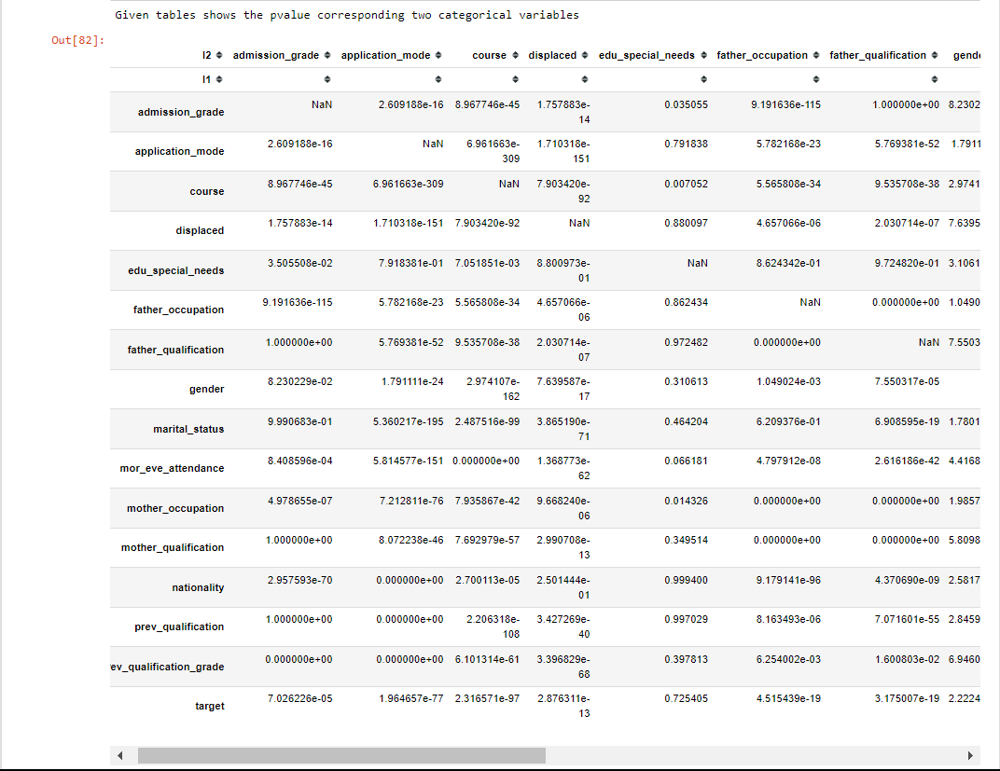 Given tables shows the pvalue corresponding two categorical variables
Out[82]:
l2 admission_grade application_mode course displaced edu_special_needs father_occupation father_qualification gende
l1
admission_grade NaN 2.609188e-16 8.967746e-45 1.757883e-14 0.035055 9.191636e-115 1.000000e+00 8.2302
application_mode 2.609188e-16 NaN 6.961663e-309 1.710318e-151 0.791838 5.782168e-23 5.769381e-52 1.7911
course 8.967746e-45 6.961663e-309 NaN 7.903420e-92 0.007052 5.565808e-34 9.535708e-38 2.9741
displaced 1.757883e-14 1.710318e-151 7.903420e-92 NaN 0.880097 4.657066e-06 2.030714e-07 7.6395
edu_special_needs 3.505508e-02 7.918381e-01 7.051851e-03 8.800973e-01 NaN 8.624342e-01 9.724820e-01 3.1061
father_occupation 9.191636e-115 5.782168e-23 5.565808e-34 4.657066e-06 0.862434 NaN 0.000000e+00 1.0490
father_qualification 1.000000e+00 5.769381e-52 9.535708e-38 2.030714e-07 0.972482 0.000000e+00 NaN 7.5503
gender 8.230229e-02 1.791111e-24 2.974107e-162 7.639587e-17 0.310613 1.049024e-03 7.550317e-05
marital_status 9.990683e-01 5.360217e-195 2.487516e-99 3.865190e-71 0.464204 6.209376e-01 6.908595e-19 1.7801
mor_eve_attendance 8.408596e-04 5.814577e-151 0.000000e+00 1.368773e-62 0.066181 4.797912e-08 2.616186e-42 4.4168
mother_occupation 4.978655e-07 7.212811e-76 7.935867e-42 9.668240e-06 0.014326 0.000000e+00 0.000000e+00 1.9857
mother_qualification 1.000000e+00 8.072238e-46 7.692979e-57 2.990708e-13 0.349514 0.000000e+00 0.000000e+00 5.8098
nationality 2.957593e-70 0.000000e+00 2.700113e-05 2.501444e-01 0.999400 9.179141e-96 4.370690e-09 2.5817
prev_qualification 1.000000e+00 0.000000e+00 2.206318e-108 3.427269e-40 0.997029 8.163493e-06 7.071601e-55 2.8459
ev_qualification_grade 0.000000e+00 0.000000e+00 6.101314e-61 3.396829e-68 0.397813 6.254002e-03 1.600803e-02 6.9460
target 7.026226e-05 1.964657e-77 2.316571e-97 2.876311e-13 0.725405 4.515439e-19 3.175007e-19 2.2224